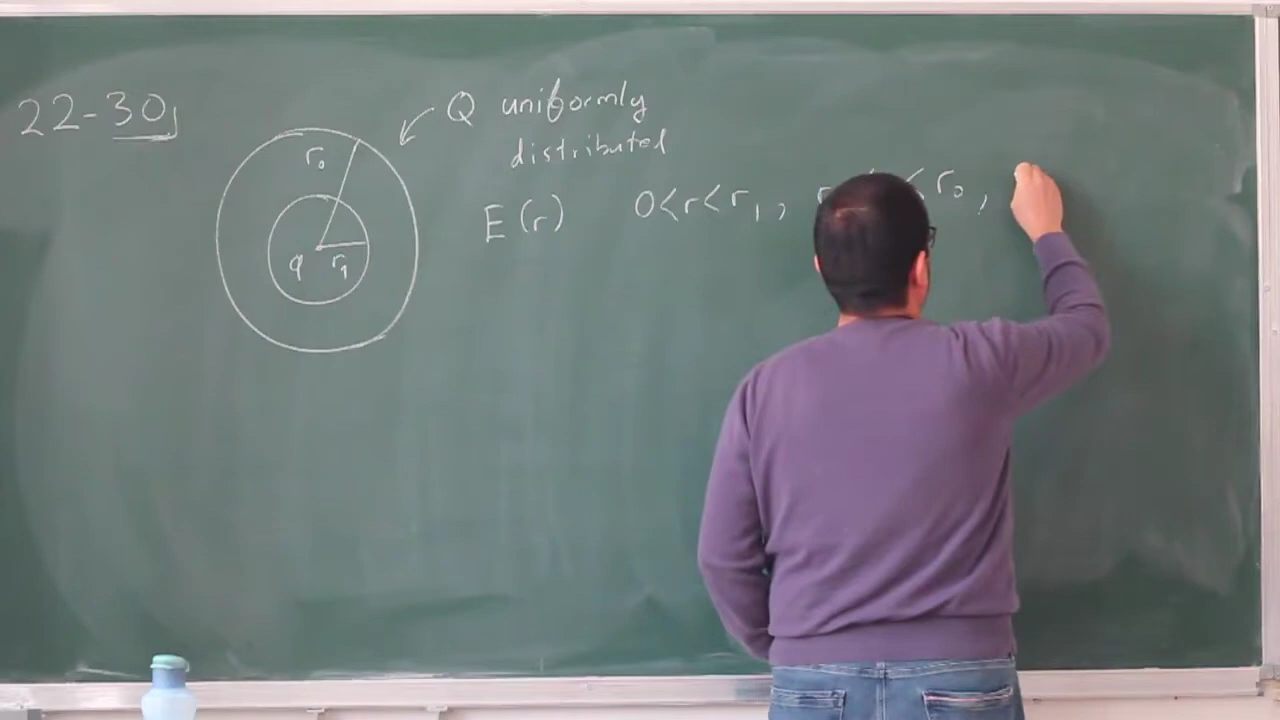 22-30)
Q uniformly
distributed
r₀
E(r) 0<r<r₁, < r₀,
q r₁